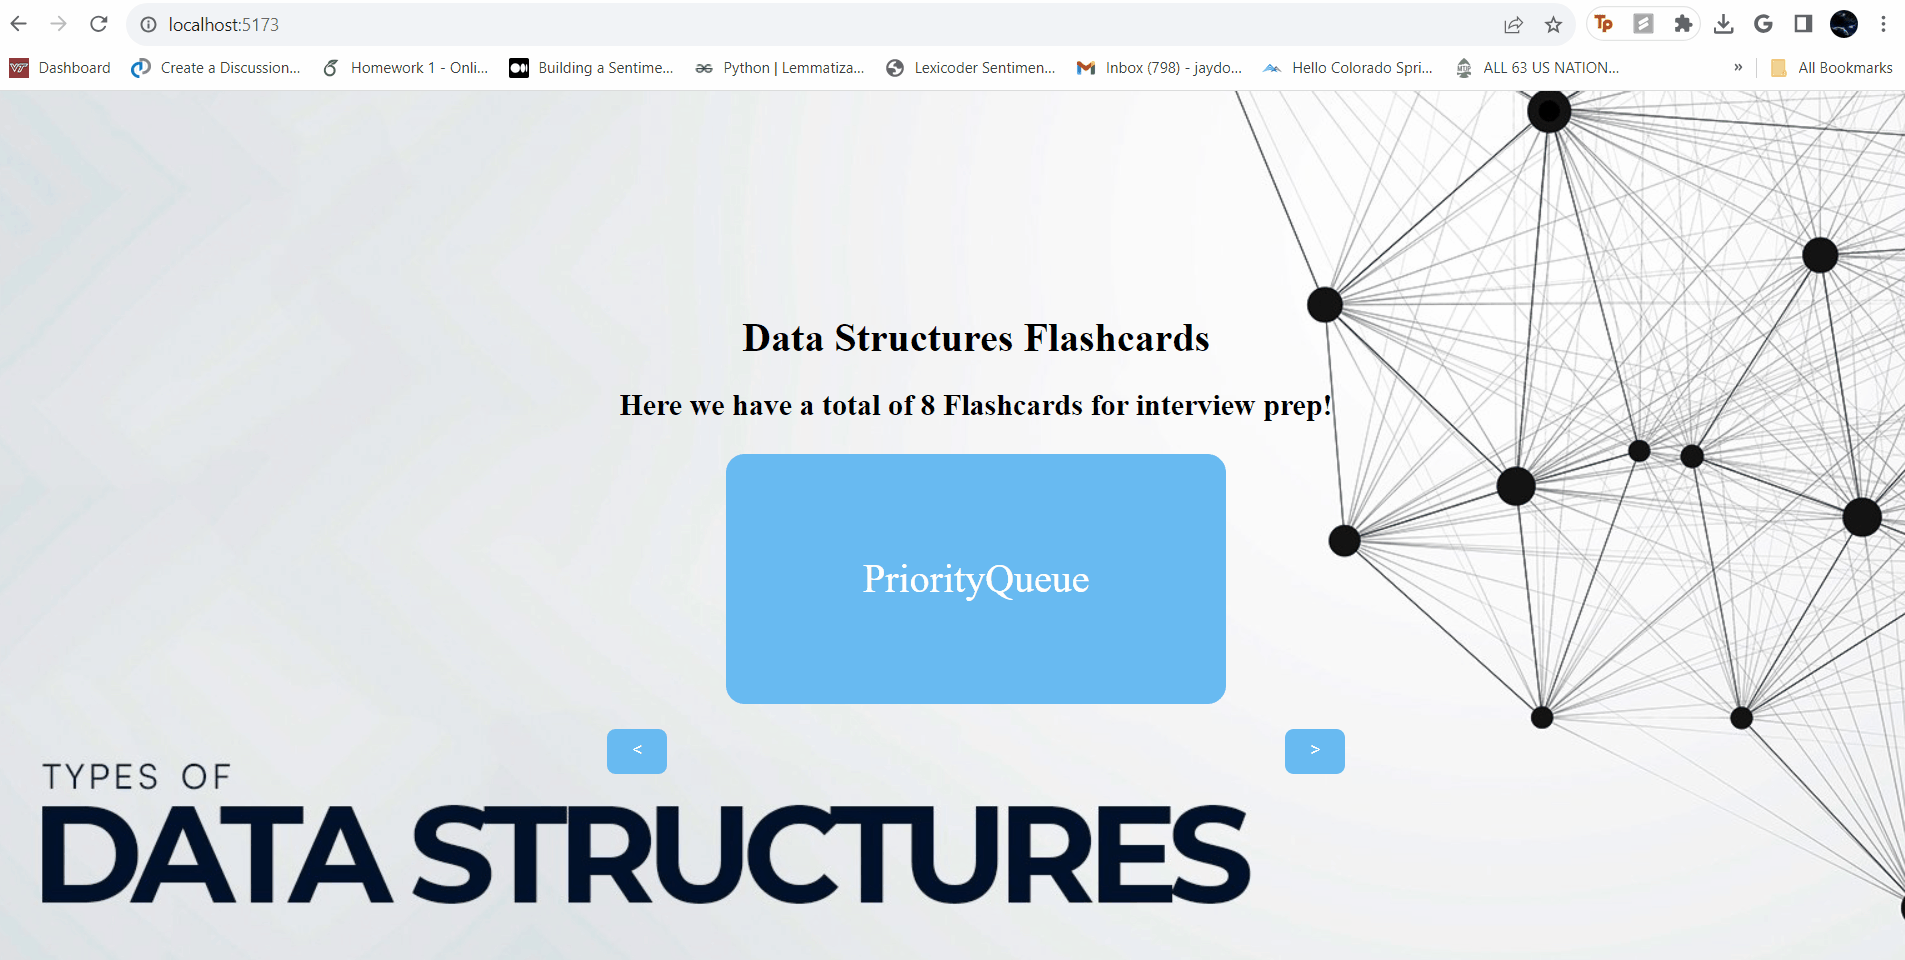 localhost:5173
Tp
G
VT Dashboard Create a Discussion... Homework 1 - Onli... Building a Sentime... Python | Lemmatiza... Lexicoder Sentimen... Inbox (798) - jaydo... Hello Colorado Spri... ALL 63 US NATION... » All Bookmarks
Data Structures Flashcards
Here we have a total of 8 Flashcards for interview prep!
PriorityQueue
< >
TYPES OF
DATA STRUCTURES